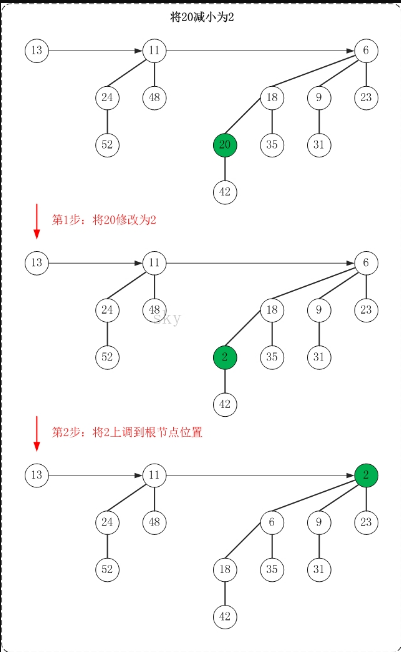 将20减小为2
13 11 6
24 48 18 9 23
52 20 35 31
42
第1步：将20修改为2
13 11 6
24 48 18 9 23
sky
52 2 35 31
42
第2步：将2上调到根节点位置
13 11 2
24 48 6 9 23
52 18 35 31
42